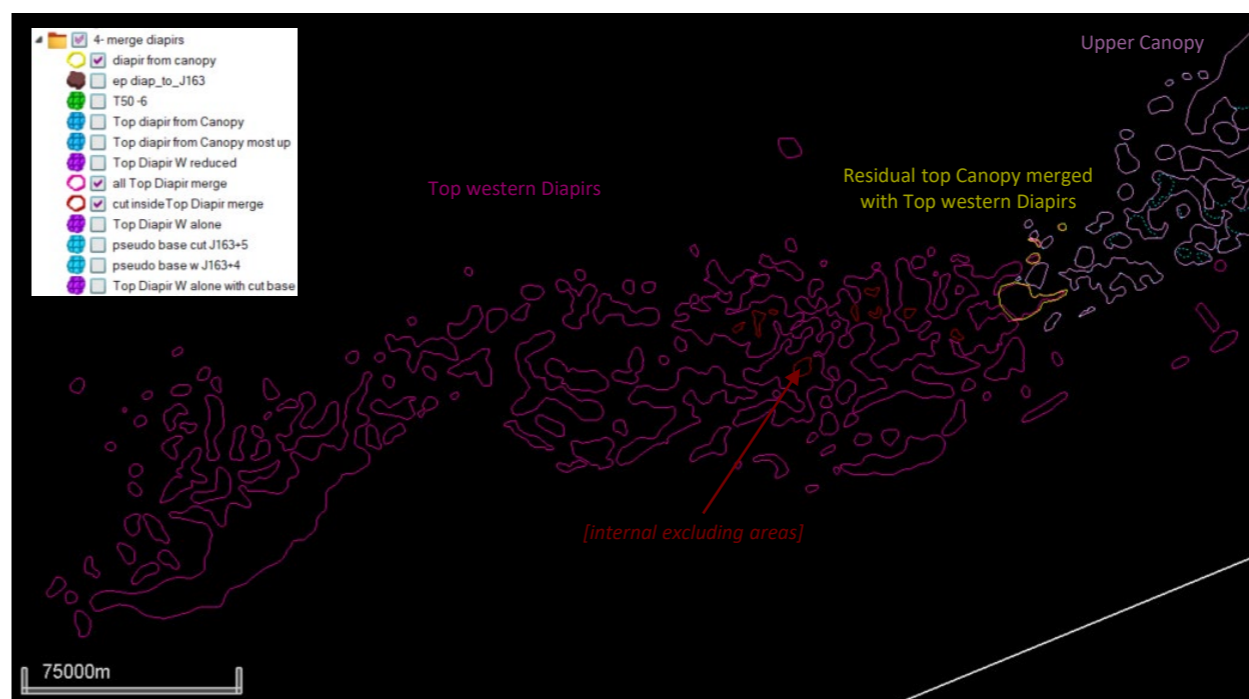 4- merge diapirs
diapir from canopy
ep diap_to_J163
T50 -6
Top diapir from Canopy
Top diapir from Canopy most up
Top Diapir W reduced
all Top Diapir merge
cut insideTop Diapir merge
Top Diapir W alone
pseudo base cut J163+5
pseudo base w J163+4
Top Diapir W alone with cut base
Upper Canopy
Top western Diapirs
Residual top Canopy merged
with Top western Diapirs
[internal excluding areas]
75000m